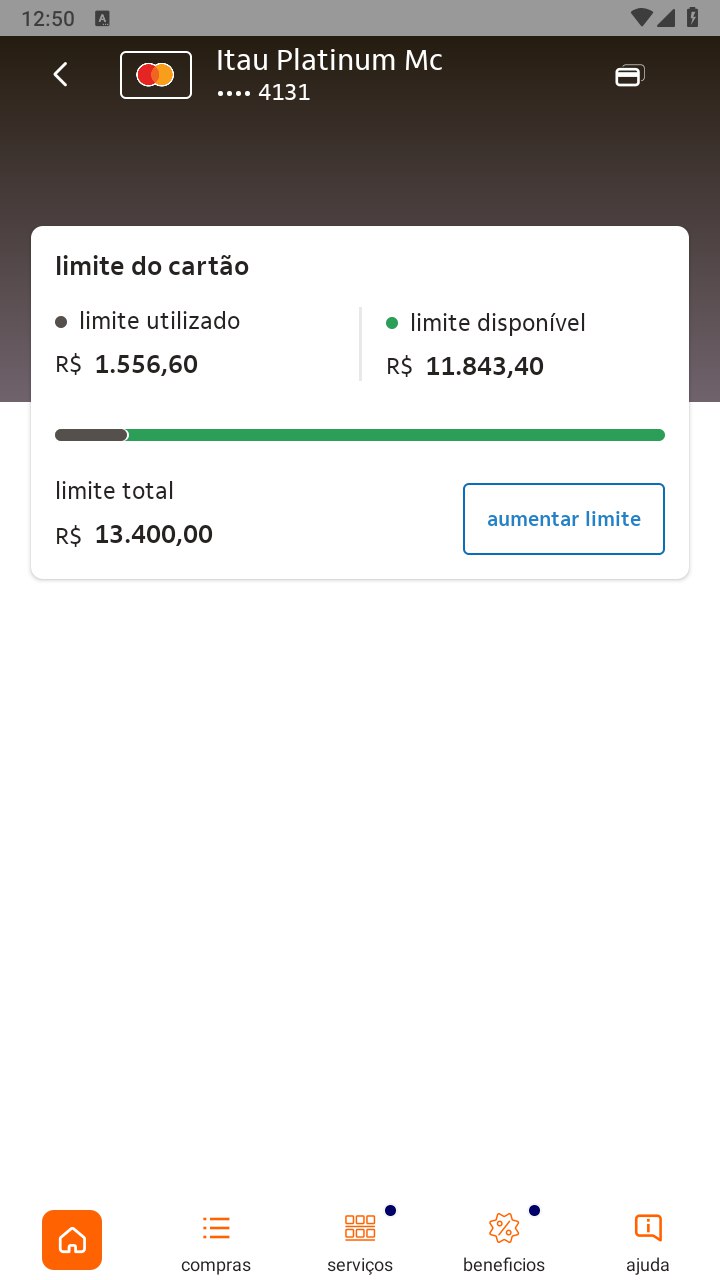 12:50
A
Itau Platinum Mc
•••• 4131
limite do cartão
limite utilizado
R$ 1.556,60
limite disponível
R$ 11.843,40
limite total
R$ 13.400,00
aumentar limite
compras
serviços
beneficios
ajuda